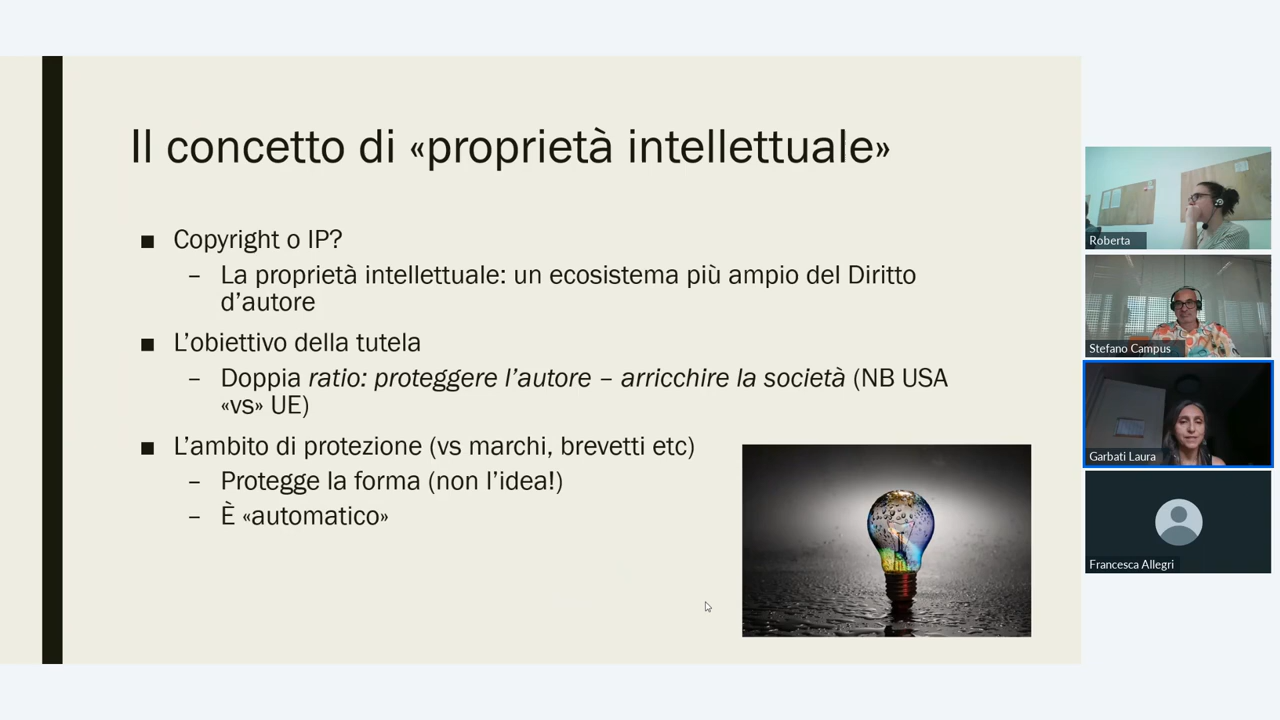 Il concetto di «proprietà intellettuale»
■ Copyright o IP?
– La proprietà intellettuale: un ecosistema più ampio del Diritto
d’autore
■ L’obiettivo della tutela
– Doppia ratio: proteggere l’autore – arricchire la società (NB USA
«vs» UE)
■ L’ambito di protezione (vs marchi, brevetti etc)
– Protegge la forma (non l’idea!)
– È «automatico»
Roberta
Stefano Campus
Garbati Laura
Francesca Allegri